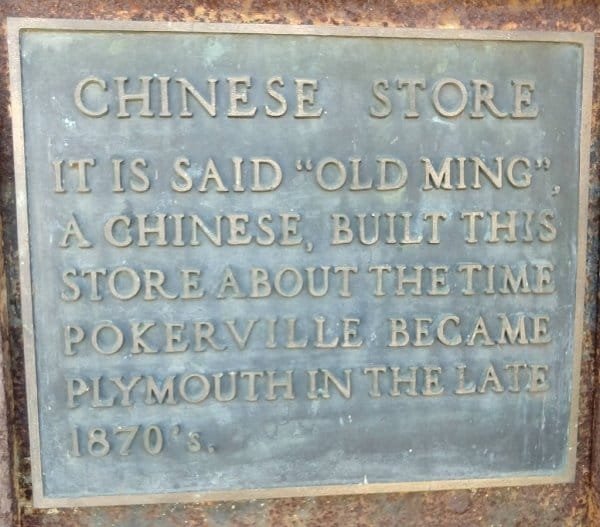 CHINESE STORE
IT IS SAID “OLD MING”,
A CHINESE, BUILT THIS
STORE ABOUT THE TIME
POKERVILLE BECAME
PLYMOUTH IN THE LATE
1870's.